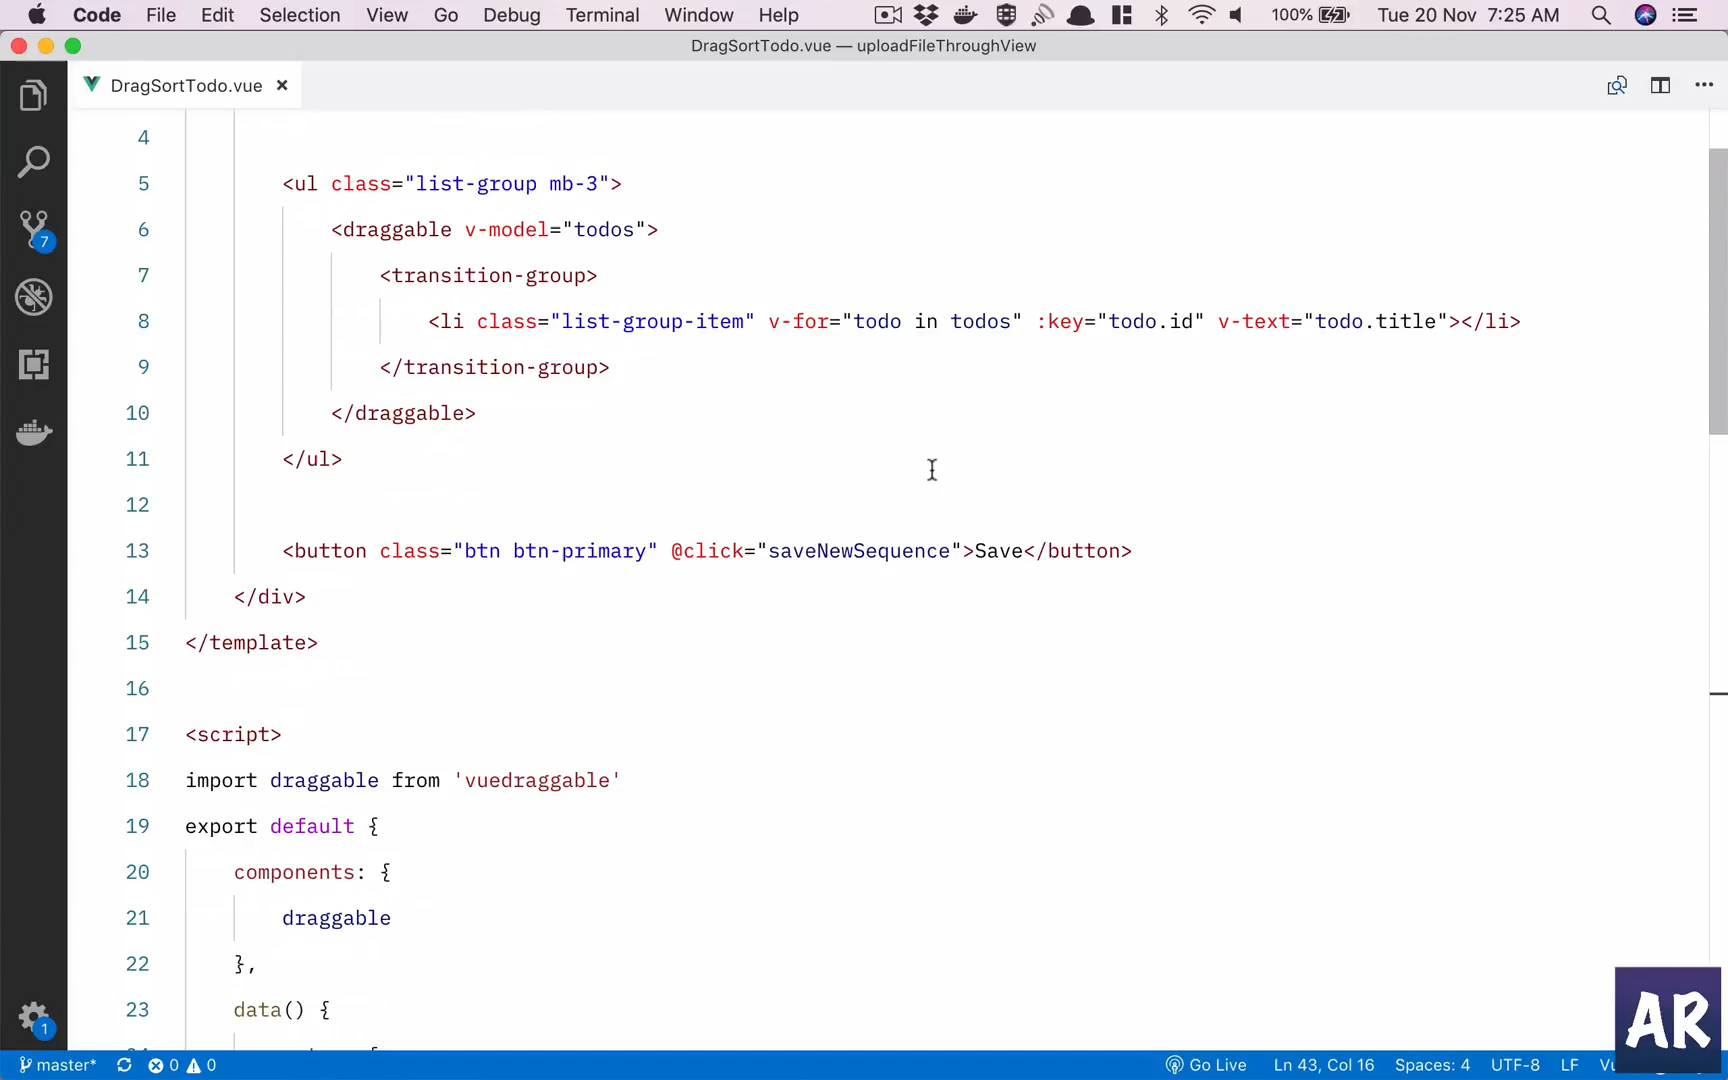 Code File Edit Selection View Go Debug Terminal Window Help 100% Tue 20 Nov 7:25 AM
DragSortTodo.vue — uploadFileThroughView
DragSortTodo.vue ×
4
5 <ul class="list-group mb-3">
6 <draggable v-model="todos">
7 <transition-group>
8 <li class="list-group-item" v-for="todo in todos" :key="todo.id" v-text="todo.title"></li>
9 </transition-group>
10 </draggable>
11 </ul>
12
13 <button class="btn btn-primary" @click="saveNewSequence">Save</button>
14 </div>
15 </template>
16
17 <script>
18 import draggable from 'vuedraggable'
19 export default {
20 components: {
21 draggable
22 },
23 data() {
7
1
AR
master* 0 0 Go Live Ln 43, Col 16 Spaces: 4 UTF-8 LF